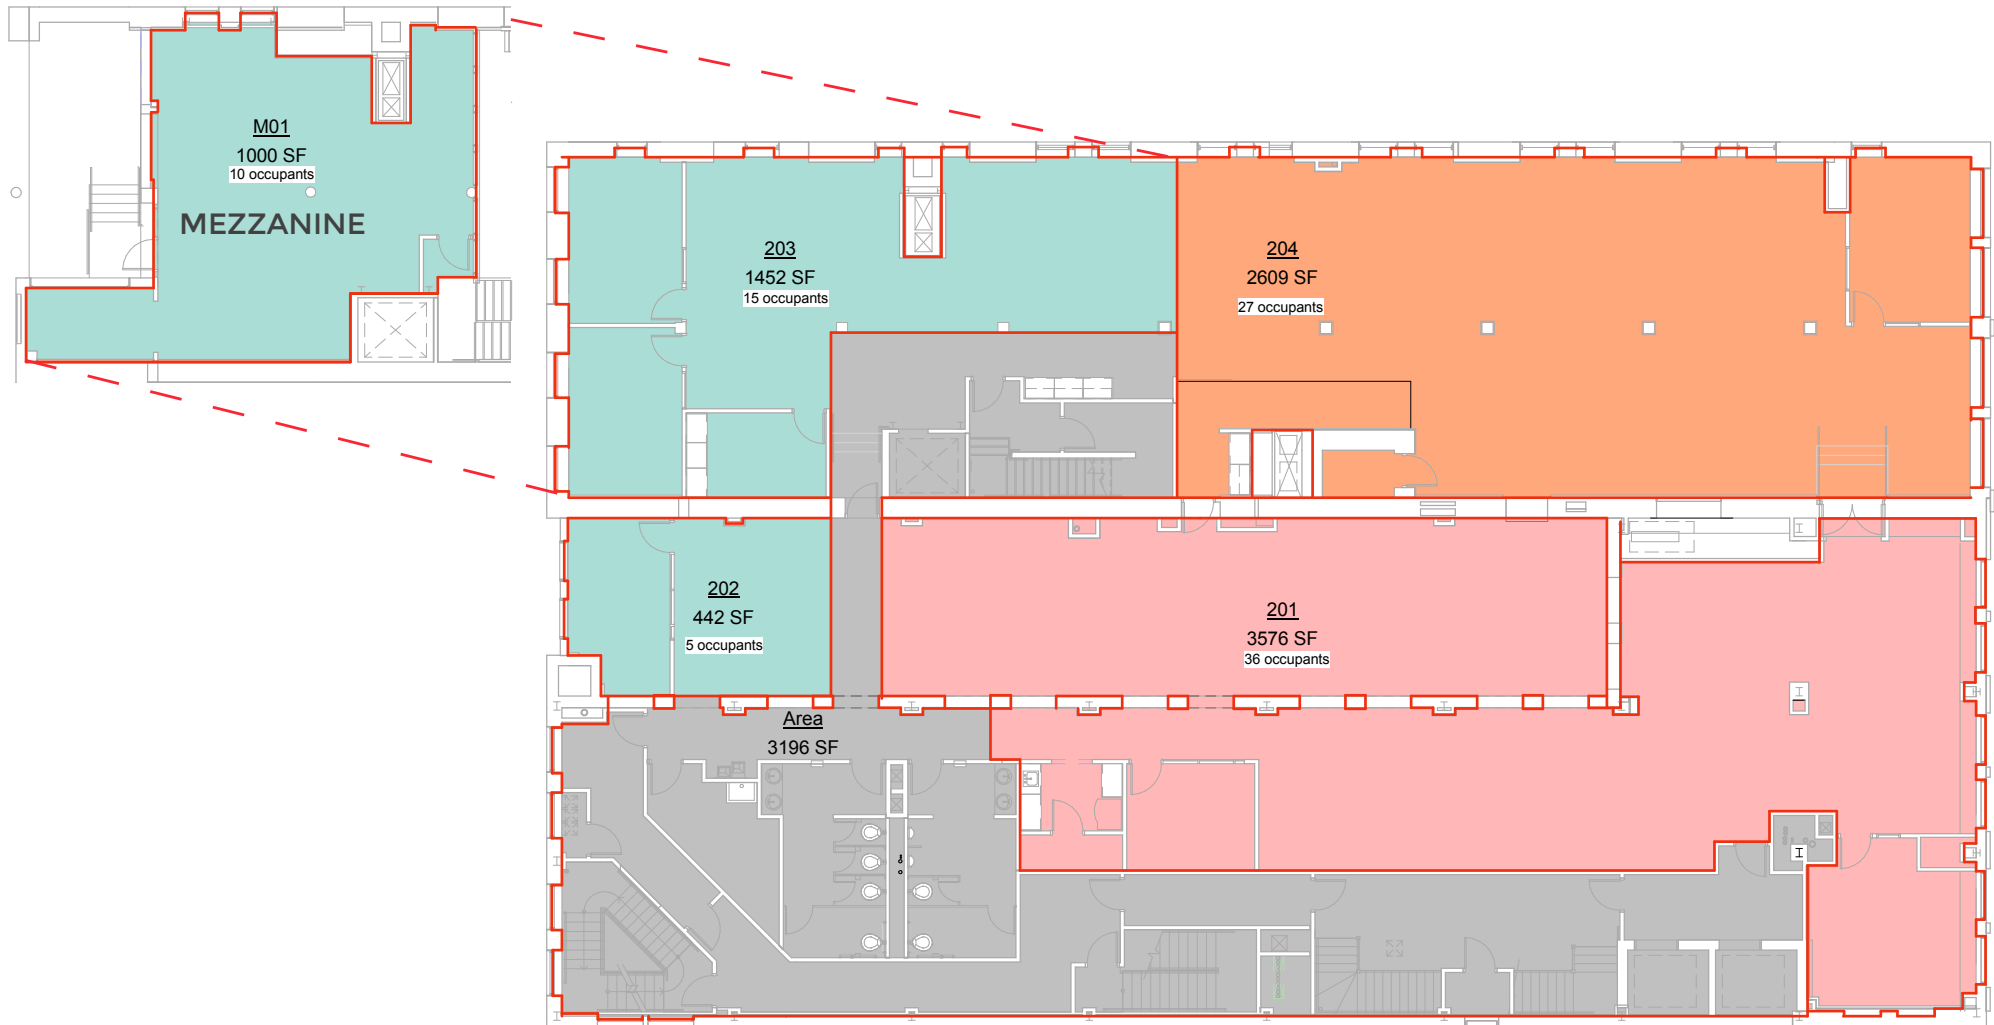 M01
1000 SF
10 occupants
MEZZANINE
203
1452 SF
15 occupants
204
2609 SF
27 occupants
202
442 SF
5 occupants
201
3576 SF
36 occupants
Area
3196 SF